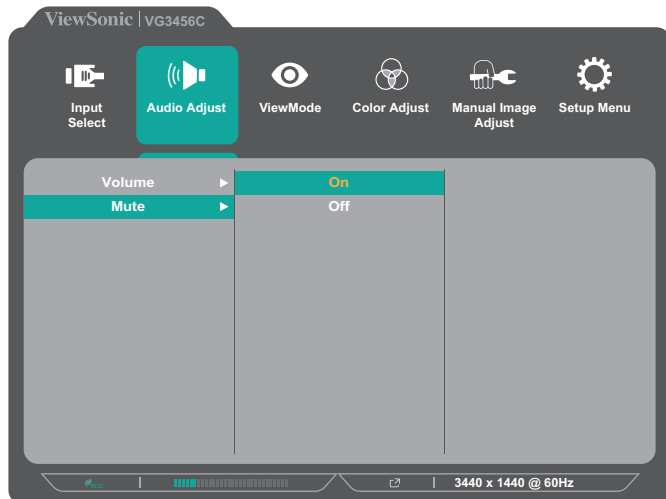 ViewSonic | VG3456C
Input Select
Audio Adjust
ViewMode
Color Adjust
Manual Image Adjust
Setup Menu
Volume
On
Mute
Off
eco
3440 x 1440 @ 60Hz